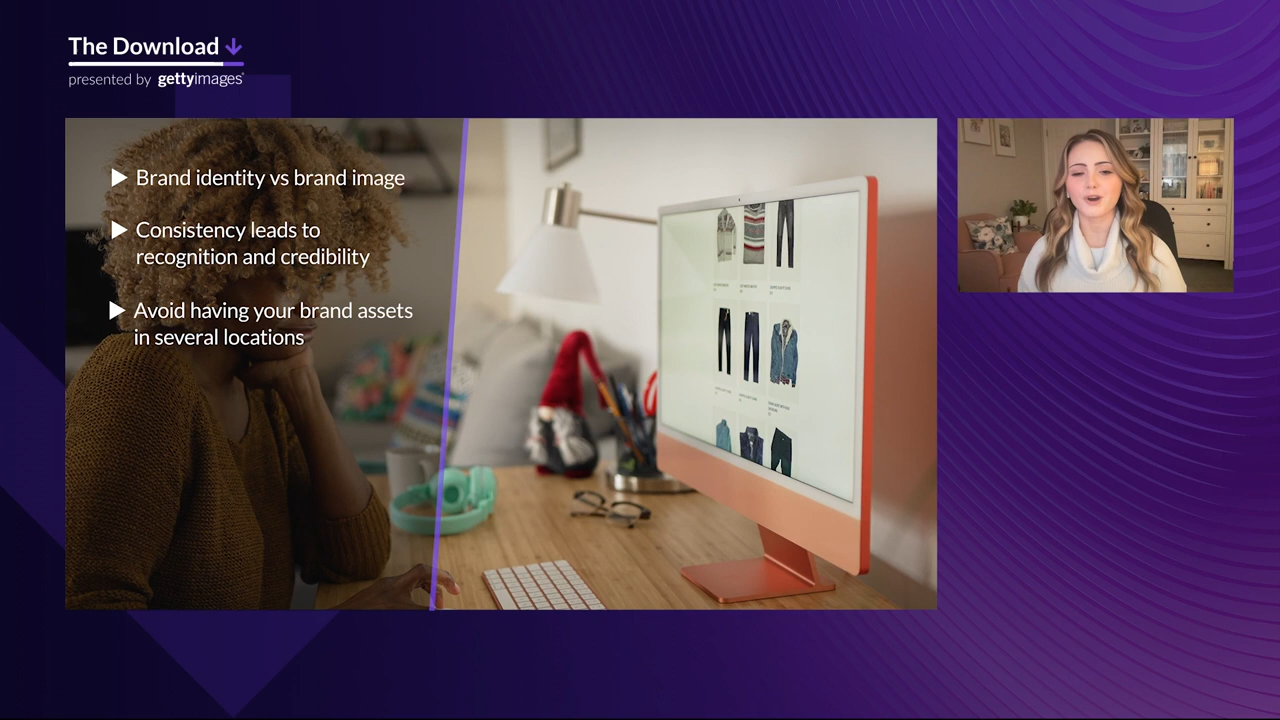 The Download
presented by gettyimages
Brand identity vs brand image
Consistency leads to
recognition and credibility
Avoid having your brand assets
in several locations